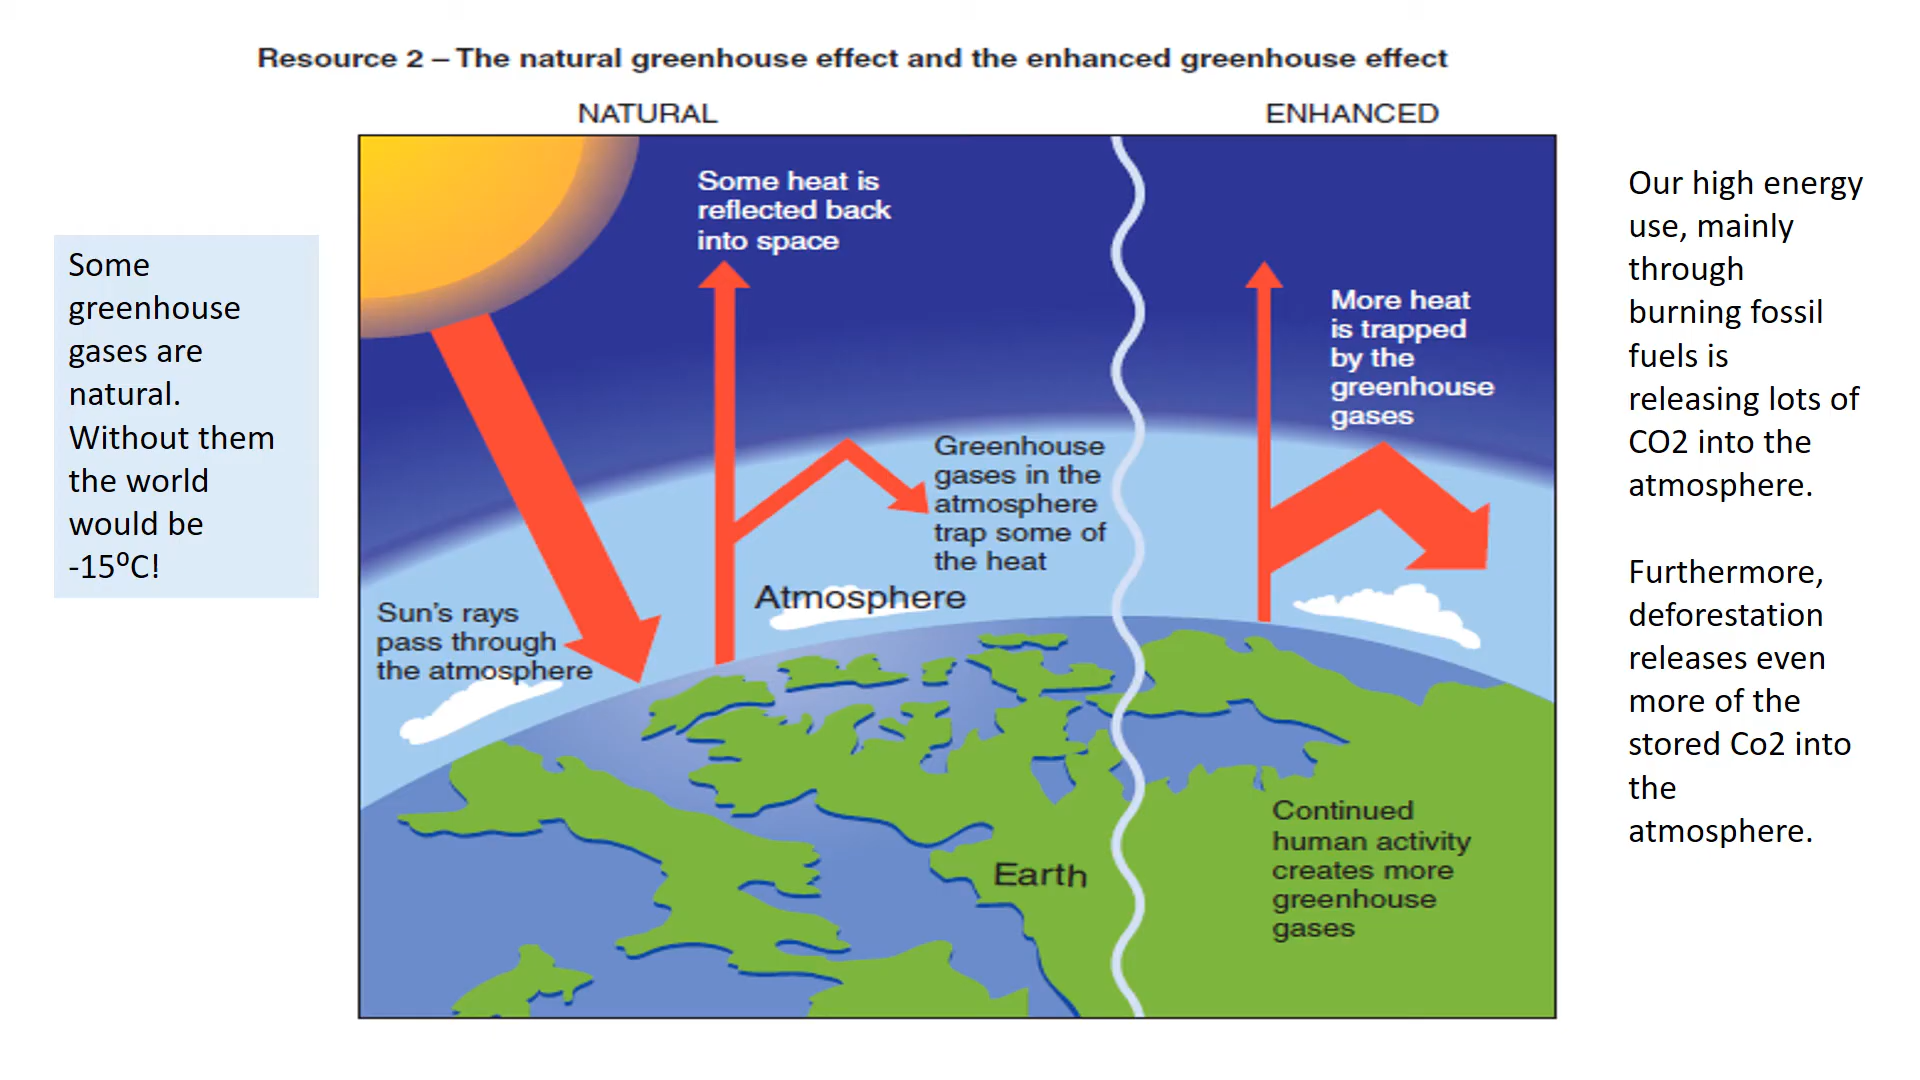 Resource 2 – The natural greenhouse effect and the enhanced greenhouse effect
NATURAL
ENHANCED
Some
greenhouse
gases are
natural.
Without them
the world
would be
-15⁰C!
Some heat is
reflected back
into space
Greenhouse
gases in the
atmosphere
trap some of
the heat
Atmosphere
Sun's rays
pass through
the atmosphere
Earth
More heat
is trapped
by the
greenhouse
gases
Continued
human activity
creates more
greenhouse
gases
Our high energy
use, mainly
through
burning fossil
fuels is
releasing lots of
CO2 into the
atmosphere.
Furthermore,
deforestation
releases even
more of the
stored Co2 into
the
atmosphere.